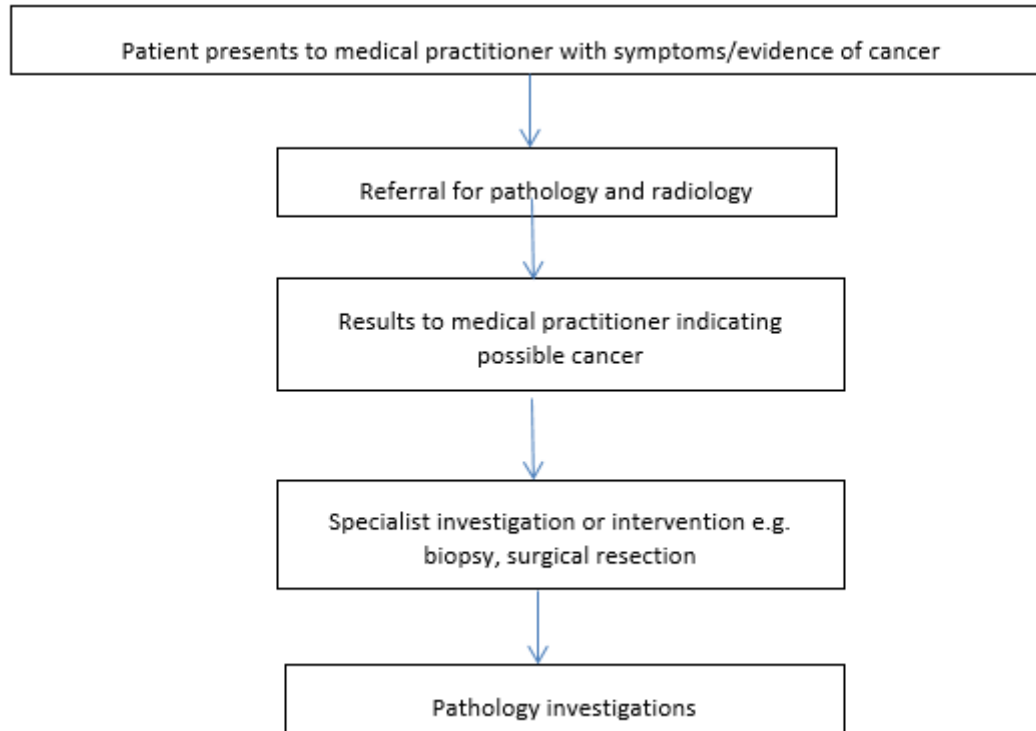 Patient presents to medical practitioner with symptoms/evidence of cancer
Referral for pathology and radiology
Results to medical practitioner indicating
possible cancer
Specialist investigation or intervention e.g.
biopsy, surgical resection
Pathology investigations